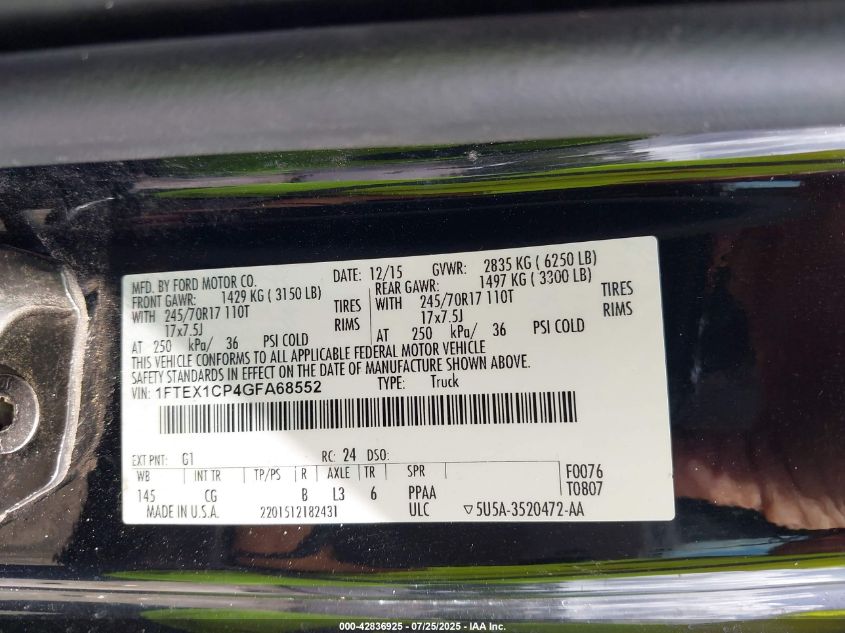 MFD. BY FORD MOTOR CO. DATE: 12/15 GVWR: 2835 KG ( 6250 LB)
FRONT GAWR: 1429 KG ( 3150 LB) REAR GAWR: 1497 KG ( 3300 LB)
WITH 245/70R17 110T TIRES WITH 245/70R17 110T TIRES
17x7.5J RIMS 17x7.5J RIMS
AT 250 kPa/ 36 PSI COLD AT 250 kPa/ 36 PSI COLD
THIS VEHICLE CONFORMS TO ALL APPLICABLE FEDERAL MOTOR VEHICLE
SAFETY STANDARDS IN EFFECT ON THE DATE OF MANUFACTURE SHOWN ABOVE.
VIN: 1FTEX1CP4GFA68552 TYPE: Truck
EXT PNT: G1 RC: 24 DSO:
WB INT TR TP/PS R AXLE TR SPR F0076
145 CG B L3 6 PPAA T0807
MADE IN U.S.A. 2201512182431 ULC ▽5U5A-3520472-AA
000-42836925 - 07/25/2025 - IAA Inc.